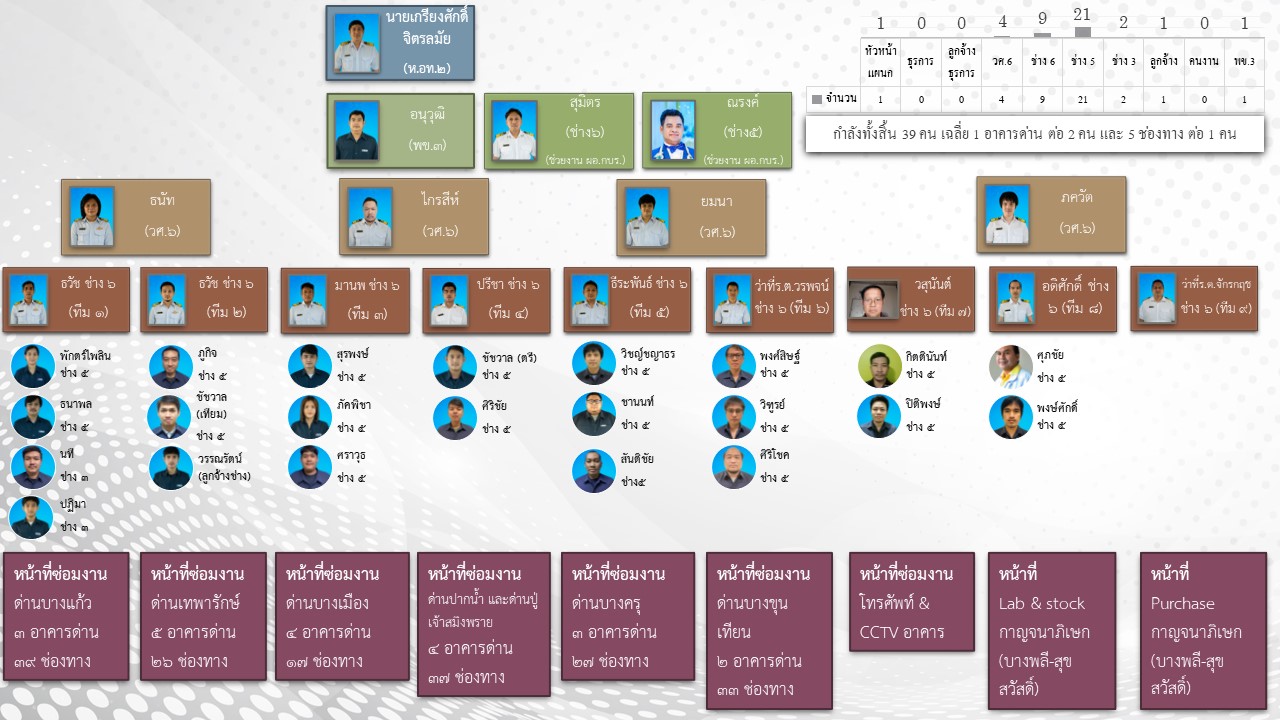 นายเกรียงศักดิ์
จิตรลมัย
(ห.อท.๒)
1 0 0 4 9 21 2 1 0 1
หัวหน้าแผนก ธุรการ ลูกจ้างธุรการ วศ.6 ช่าง 6 ช่าง 5 ช่าง 3 ลูกจ้าง คนงาน พข.3
จำนวน 1 0 0 4 9 21 2 1 0 1
กำลังทั้งสิ้น 39 คน เฉลี่ย 1 อาคารด่าน ต่อ 2 คน และ 5 ช่องทาง ต่อ 1 คน
อนุวุฒิ
(พข.๓)
สุมิตร
(ช่าง๖)
(ช่วยงาน ผอ.กบร.)
ณรงค์
(ช่าง๕)
(ช่วยงาน ผอ.กบร.)
ธนัท
(วศ.๖)
ไกรสีห์
(วศ.๖)
ยมนา
(วศ.๖)
ภควัต
(วศ.๖)
ธวัช ช่าง ๖
(ทีม ๑)
ธวัช ช่าง ๖
(ทีม ๒)
มานพ ช่าง ๖
(ทีม ๓)
ปรีชา ช่าง ๖
(ทีม ๔)
ธีระพันธ์ ช่าง ๖
(ทีม ๕)
ว่าที่ร.ต.วรพจน์
ช่าง ๖ (ทีม ๖)
วสุนันต์
ช่าง ๖ (ทีม ๗)
อดิศักดิ์ ช่าง
๖ (ทีม ๘)
ว่าที่ร.ต.จักรกฤช
ช่าง ๖ (ทีม ๙)
พักตร์ไพลิน
ช่าง ๕
ธนาพล
ช่าง ๕
นที
ช่าง ๓
ปฏิมา
ช่าง ๓
ภูกิจ
ช่าง ๕
ชัชวาล
(เทียม)
ช่าง ๕
วรรณรัตน์
(ลูกจ้างช่าง)
สุรพงษ์
ช่าง ๕
ภัคพิชา
ช่าง ๕
ศราวุธ
ช่าง ๕
ชัชวาล (ตรี)
ช่าง ๕
ศิริชัย
ช่าง ๕
วิชญ์ชญาธร
ช่าง ๕
ชานนท์
ช่าง ๕
สันติชัย
ช่าง๕
พงศ์สิษฐ์
ช่าง ๕
วิฑูรย์
ช่าง ๕
ศิริโชค
ช่าง ๕
กิตตินันท์
ช่าง ๕
ปิติพงษ์
ช่าง ๕
ศุภชัย
ช่าง ๕
พงษ์ศักดิ์
ช่าง ๕
หน้าที่ซ่อมงาน
ด่านบางแก้ว
๓ อาคารด่าน
๓๙ ช่องทาง
หน้าที่ซ่อมงาน
ด่านเทพารักษ์
๕ อาคารด่าน
๒๖ ช่องทาง
หน้าที่ซ่อมงาน
ด่านบางเมือง
๔ อาคารด่าน
๑๗ ช่องทาง
หน้าที่ซ่อมงาน
ด่านปากน้ำ และด่านปู่
เจ้าสมิงพราย
๔ อาคารด่าน
๓๗ ช่องทาง
หน้าที่ซ่อมงาน
ด่านบางครุ
๓ อาคารด่าน
๒๗ ช่องทาง
หน้าที่ซ่อมงาน
ด่านบางขุน
เทียน
๒ อาคารด่าน
๓๓ ช่องทาง
หน้าที่ซ่อมงาน
โทรศัพท์ &
CCTV อาคาร
หน้าที่
Lab & stock
กาญจนาภิเษก
(บางพลี-สุข
สวัสดิ์)
หน้าที่
Purchase
กาญจนาภิเษก
(บางพลี-สุข
สวัสดิ์)